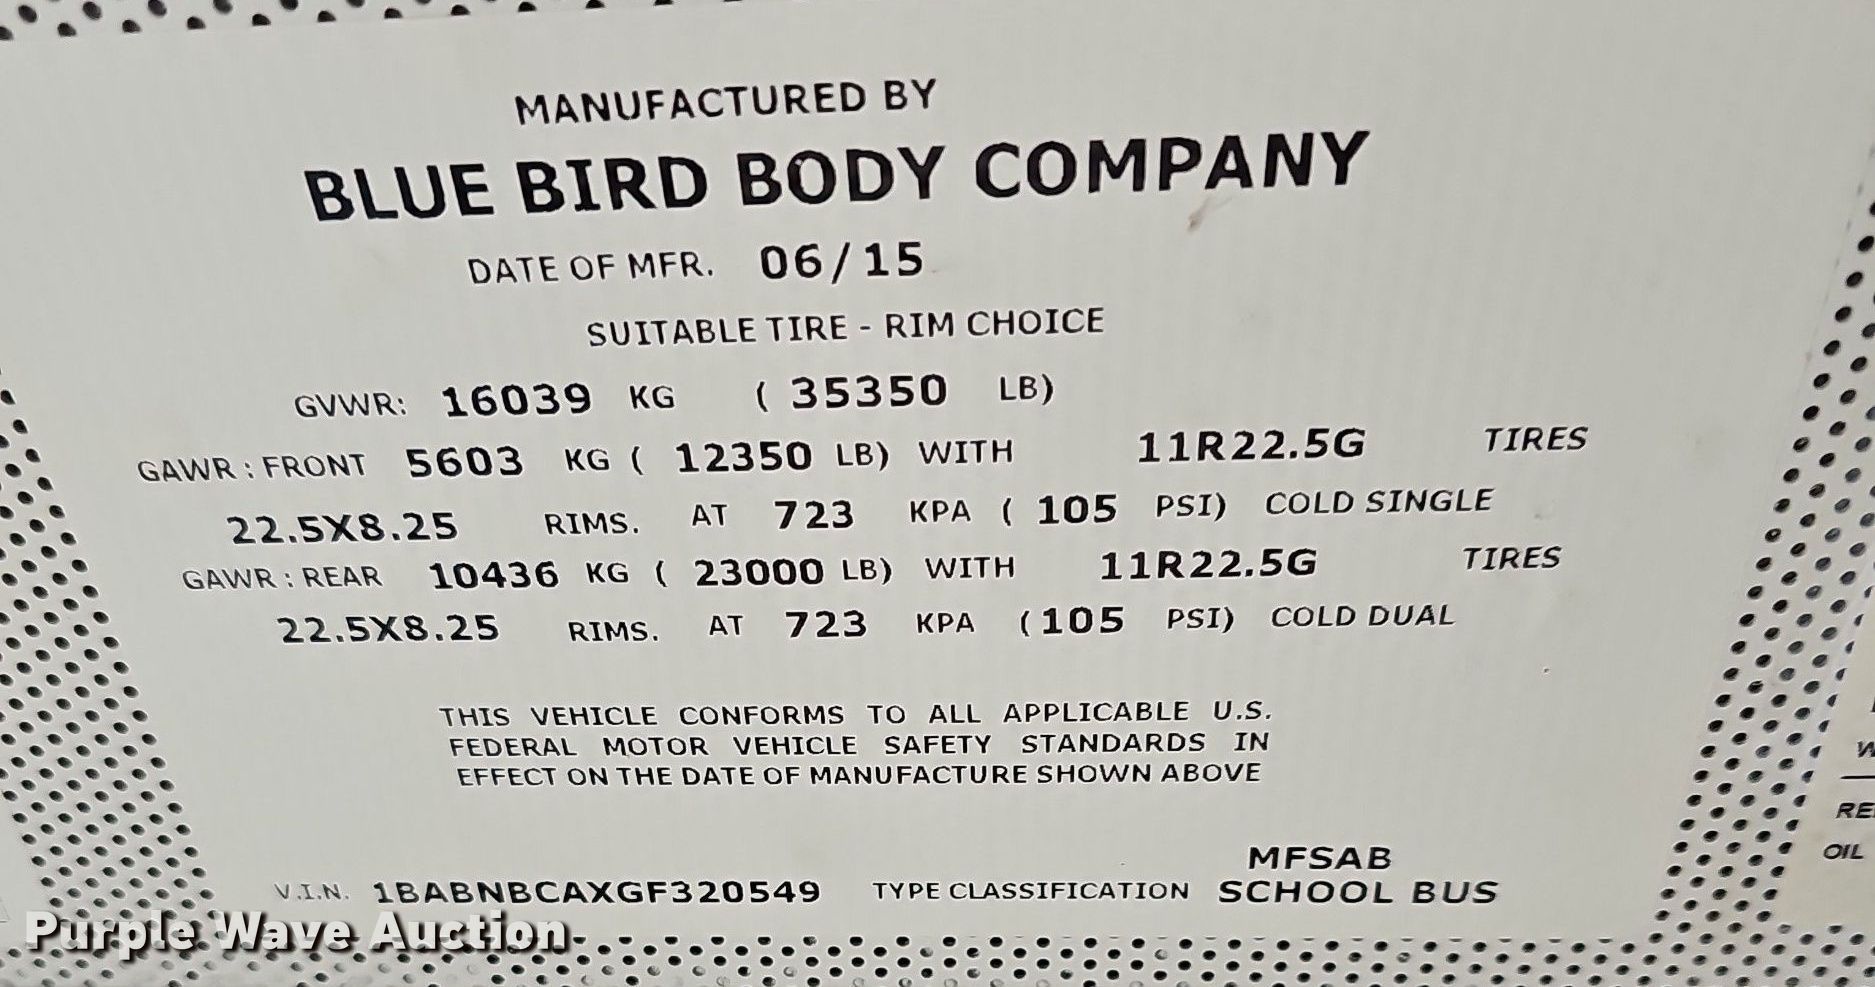 MANUFACTURED BY
BLUE BIRD BODY COMPANY
DATE OF MFR. 06/15
SUITABLE TIRE - RIM CHOICE
GVWR: 16039 KG ( 35350 LB)
GAWR : FRONT 5603 KG ( 12350 LB) WITH 11R22.5G TIRES
22.5X8.25 RIMS. AT 723 KPA ( 105 PSI) COLD SINGLE
GAWR : REAR 10436 KG ( 23000 LB) WITH 11R22.5G TIRES
22.5X8.25 RIMS. AT 723 KPA (105 PSI) COLD DUAL
THIS VEHICLE CONFORMS TO ALL APPLICABLE U.S.
FEDERAL MOTOR VEHICLE SAFETY STANDARDS IN
EFFECT ON THE DATE OF MANUFACTURE SHOWN ABOVE
MFSAB
V.I.N. 1BABNBCAXGF320549 TYPE CLASSIFICATION SCHOOL BUS
OIL
Purple Wave Auction